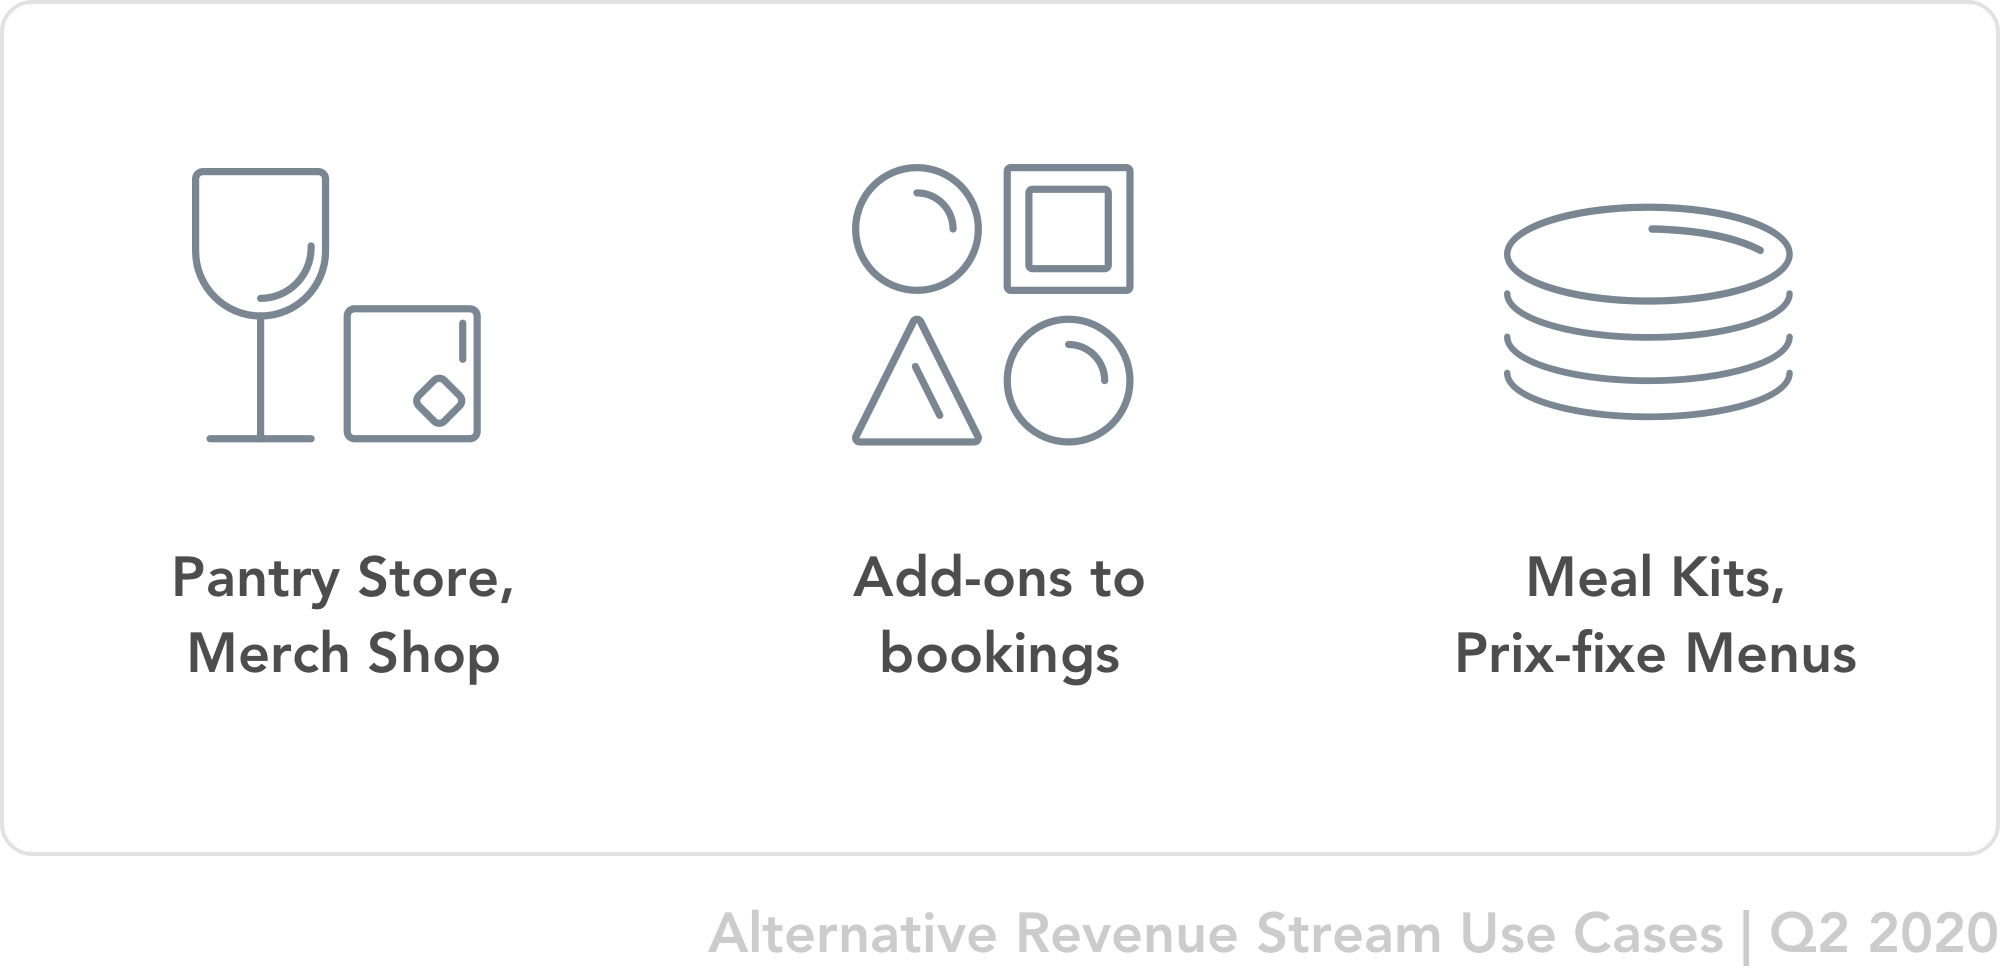 Pantry Store,
Merch Shop
Add-ons to
bookings
Meal Kits,
Prix-fixe Menus
Alternative Revenue Stream Use Cases | Q2 2020